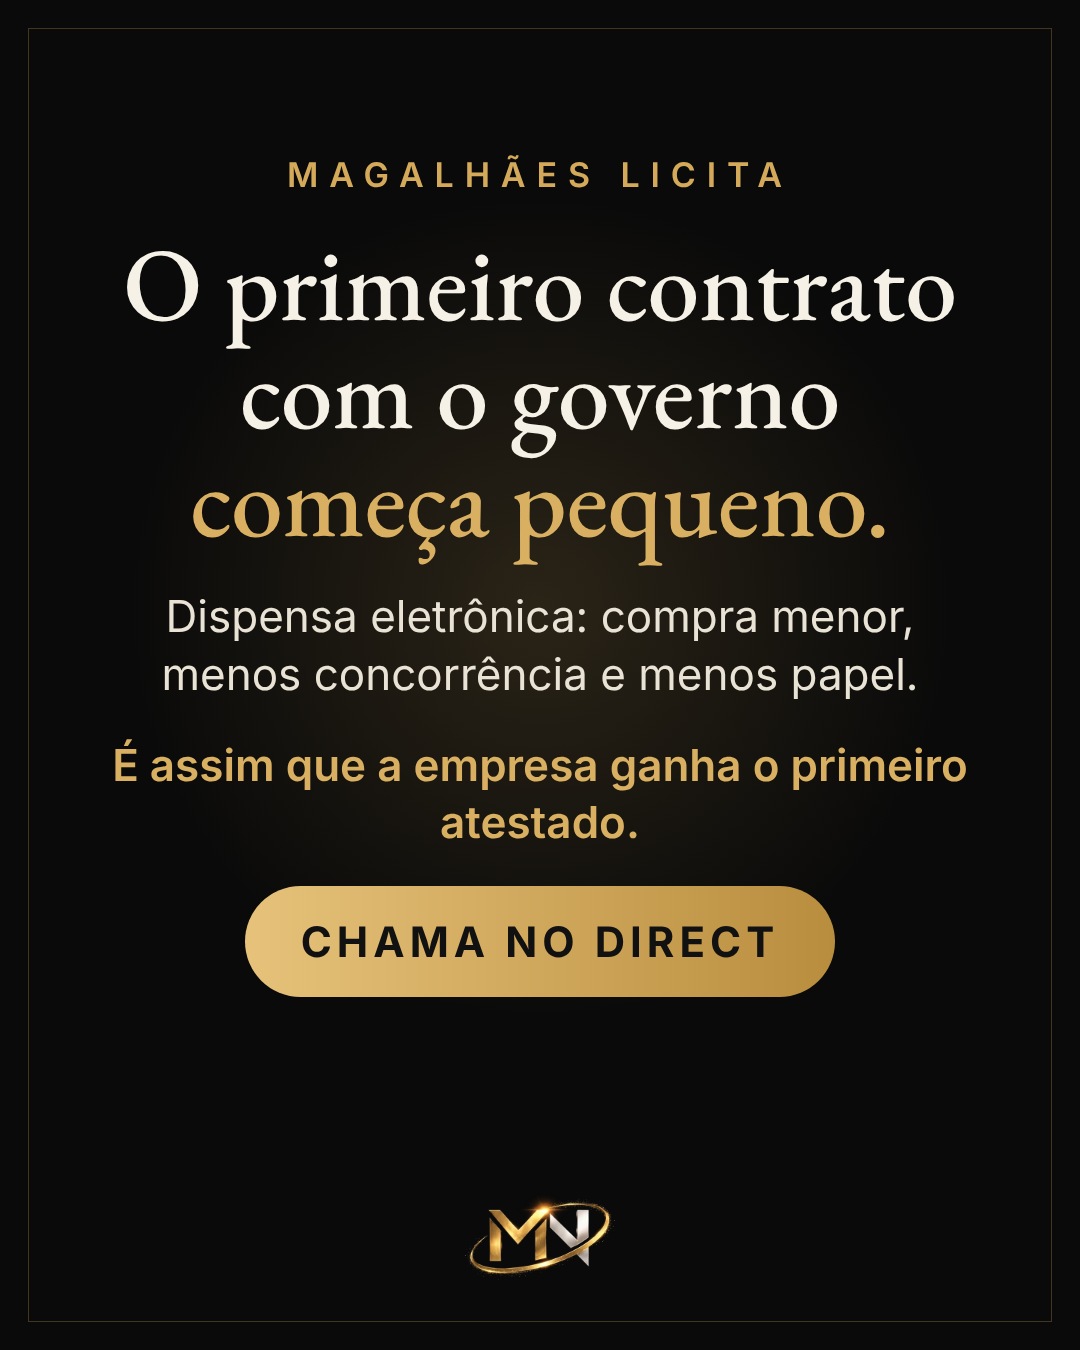 MAGALHÃES LICITA
O primeiro contrato
com o governo
começa pequeno.
Dispensa eletrônica: compra menor,
menos concorrência e menos papel.
É assim que a empresa ganha o primeiro
atestado.
CHAMA NO DIRECT
MN